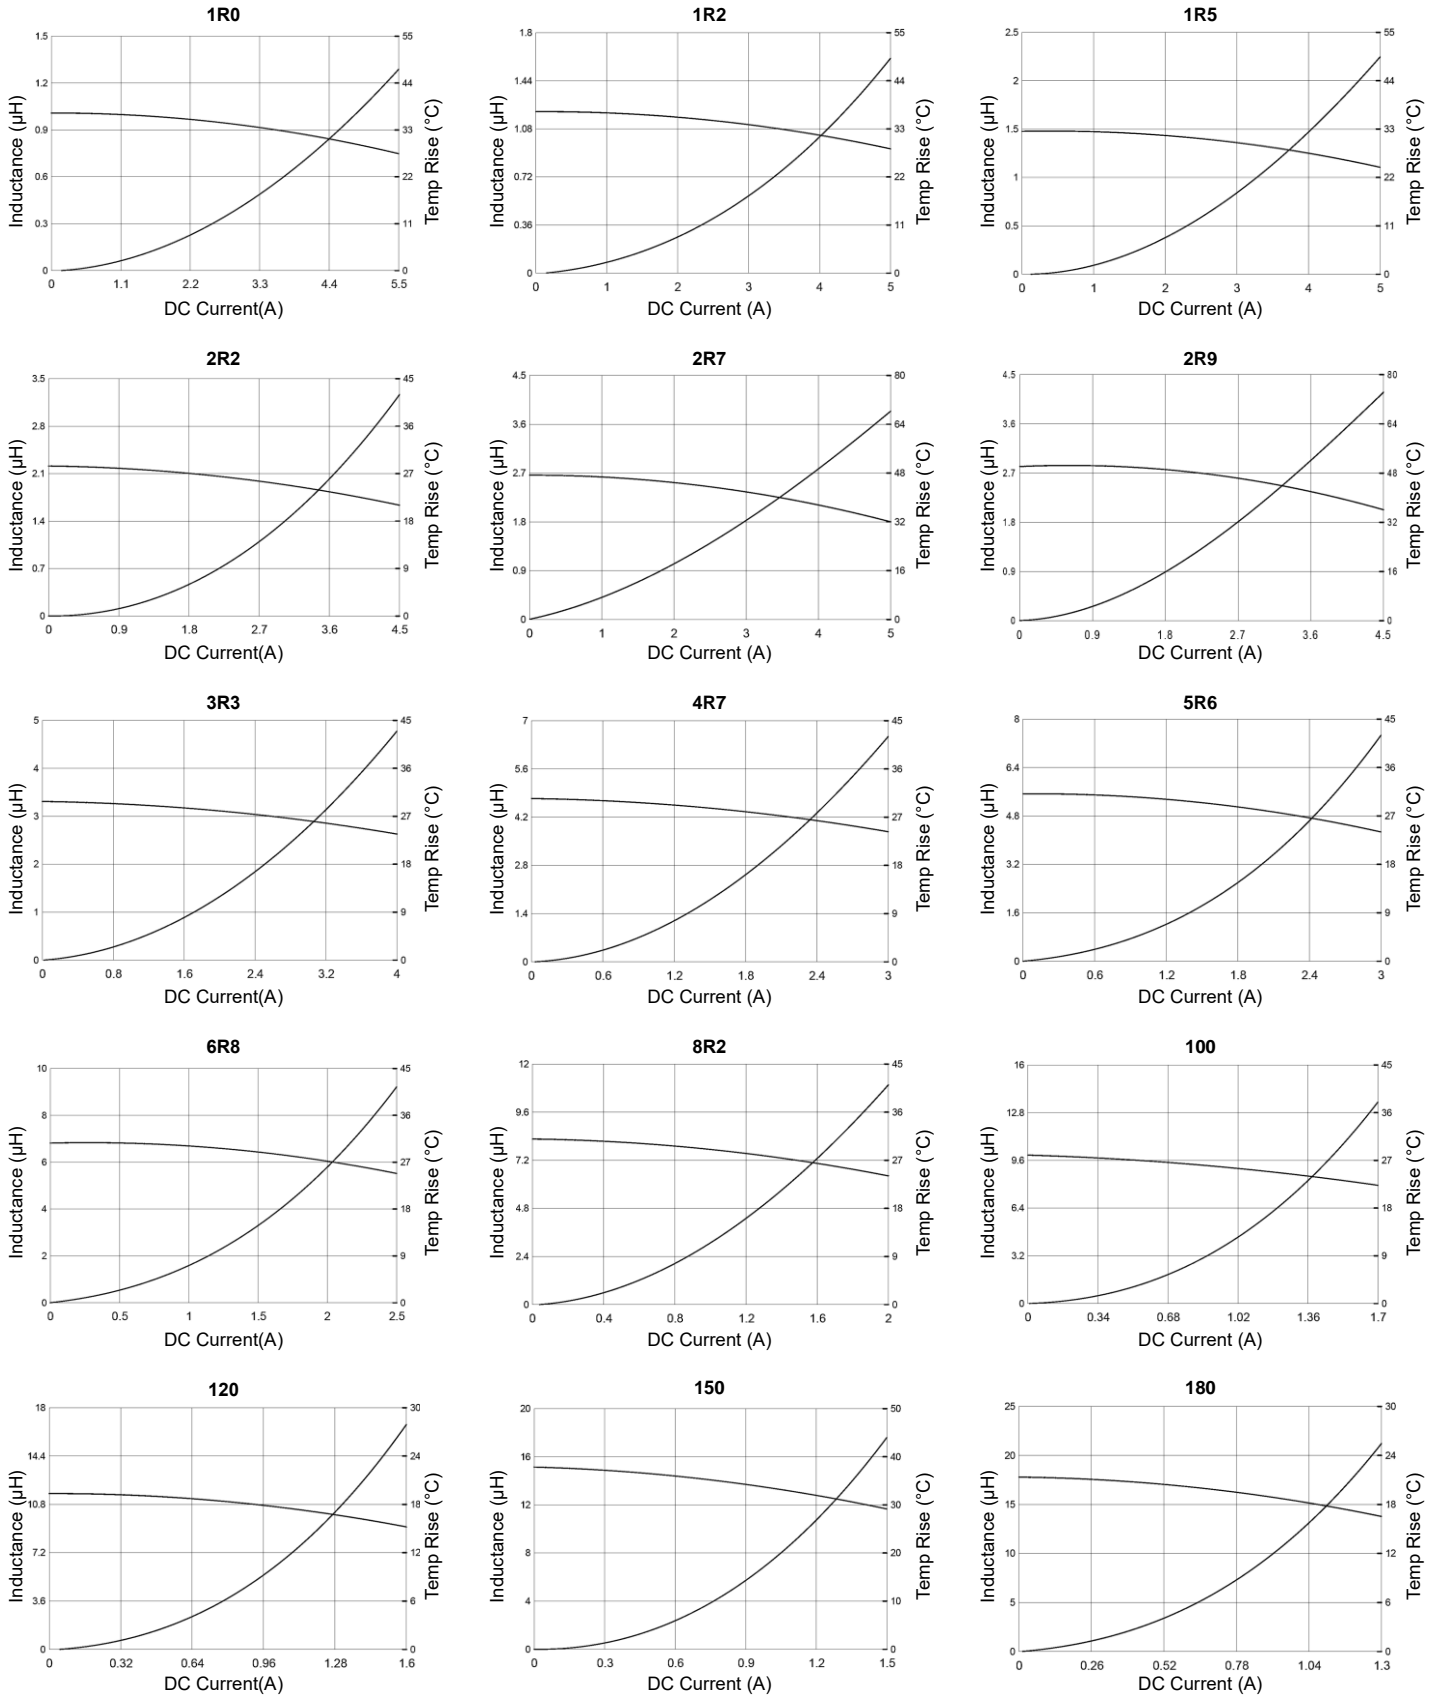 1R0
Inductance (µH)
1.5
1.2
0.9
0.6
0.3
0
55
44
33
22
11
0
Temp Rise (°C)
0 1.1 2.2 3.3 4.4 5.5
DC Current(A)
1R2
Inductance (µH)
1.8
1.44
1.08
0.72
0.36
0
55
44
33
22
11
0
Temp Rise (°C)
0 1 2 3 4 5
DC Current (A)
1R5
Inductance (µH)
2.5
2
1.5
1
0.5
0
55
44
33
22
11
0
Temp Rise (°C)
0 1 2 3 4 5
DC Current (A)
2R2
Inductance (µH)
3.5
2.8
2.1
1.4
0.7
0
45
36
27
18
9
0
Temp Rise (°C)
0 0.9 1.8 2.7 3.6 4.5
DC Current(A)
2R7
Inductance (µH)
4.5
3.6
2.7
1.8
0.9
0
80
64
48
32
16
0
Temp Rise (°C)
0 1 2 3 4 5
DC Current (A)
2R9
Inductance (µH)
4.5
3.6
2.7
1.8
0.9
0
80
64
48
32
16
0
Temp Rise (°C)
0 0.9 1.8 2.7 3.6 4.5
DC Current (A)
3R3
Inductance (µH)
5
4
3
2
1
0
45
36
27
18
9
0
Temp Rise (°C)
0 0.8 1.6 2.4 3.2 4
DC Current(A)
4R7
Inductance (µH)
7
5.6
4.2
2.8
1.4
0
45
36
27
18
9
0
Temp Rise (°C)
0 0.6 1.2 1.8 2.4 3
DC Current (A)
5R6
Inductance (µH)
8
6.4
4.8
3.2
1.6
0
45
36
27
18
9
0
Temp Rise (°C)
0 0.6 1.2 1.8 2.4 3
DC Current (A)
6R8
Inductance (µH)
10
8
6
4
2
0
45
36
27
18
9
0
Temp Rise (°C)
0 0.5 1 1.5 2 2.5
DC Current(A)
8R2
Inductance (µH)
12
9.6
7.2
4.8
2.4
0
45
36
27
18
9
0
Temp Rise (°C)
0 0.4 0.8 1.2 1.6 2
DC Current (A)
100
Inductance (µH)
16
12.8
9.6
6.4
3.2
0
45
36
27
18
9
0
Temp Rise (°C)
0 0.34 0.68 1.02 1.36 1.7
DC Current (A)
120
Inductance (µH)
18
14.4
10.8
7.2
3.6
0
30
24
18
12
6
0
Temp Rise (°C)
0 0.32 0.64 0.96 1.28 1.6
DC Current(A)
150
Inductance (µH)
20
16
12
8
4
0
50
40
30
20
10
0
Temp Rise (°C)
0 0.3 0.6 0.9 1.2 1.5
DC Current (A)
180
Inductance (µH)
25
20
15
10
5
0
30
24
18
12
6
0
Temp Rise (°C)
0 0.26 0.52 0.78 1.04 1.3
DC Current (A)